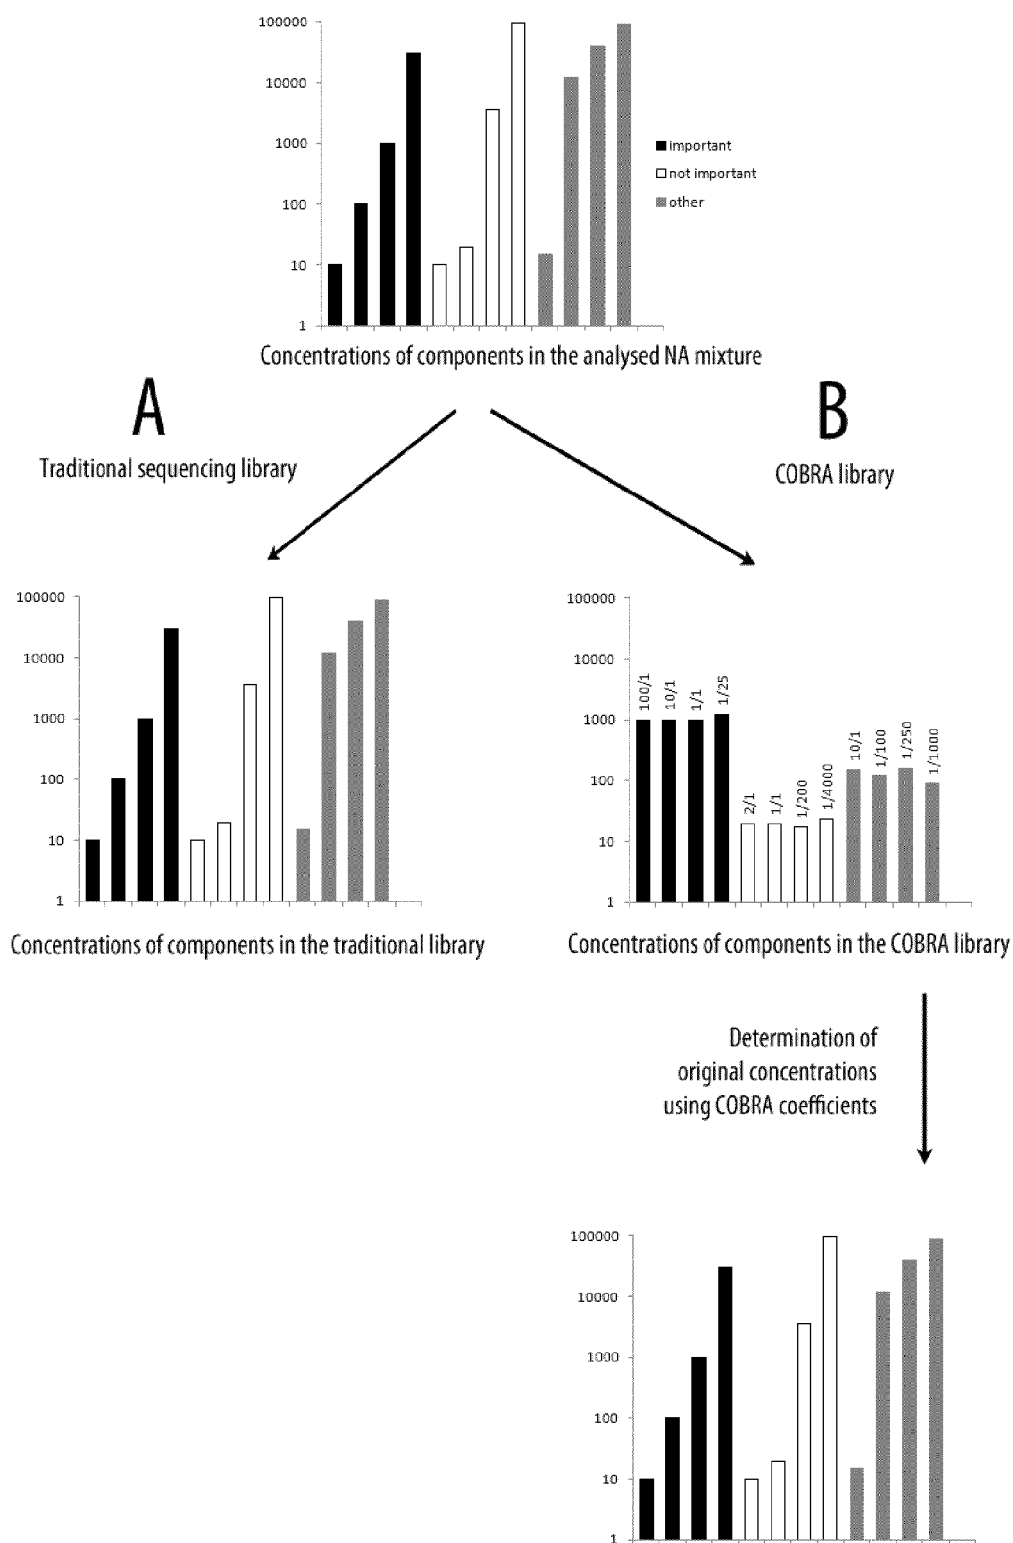 100000
10000
1000
100
10
1
important
not important
other
Concentrations of components in the analysed NA mixture
A
Traditional sequencing library
B
COBRA library
100000
10000
1000
100
10
1
Concentrations of components in the traditional library
100000
10000
1000
100
10
1
100/1
10/1
1/1
1/25
2/1
1/1
1/200
1/4000
10/1
1/100
1/250
1/1000
Concentrations of components in the COBRA library
Determination of
original concentrations
using COBRA coefficients
100000
10000
1000
100
10
1